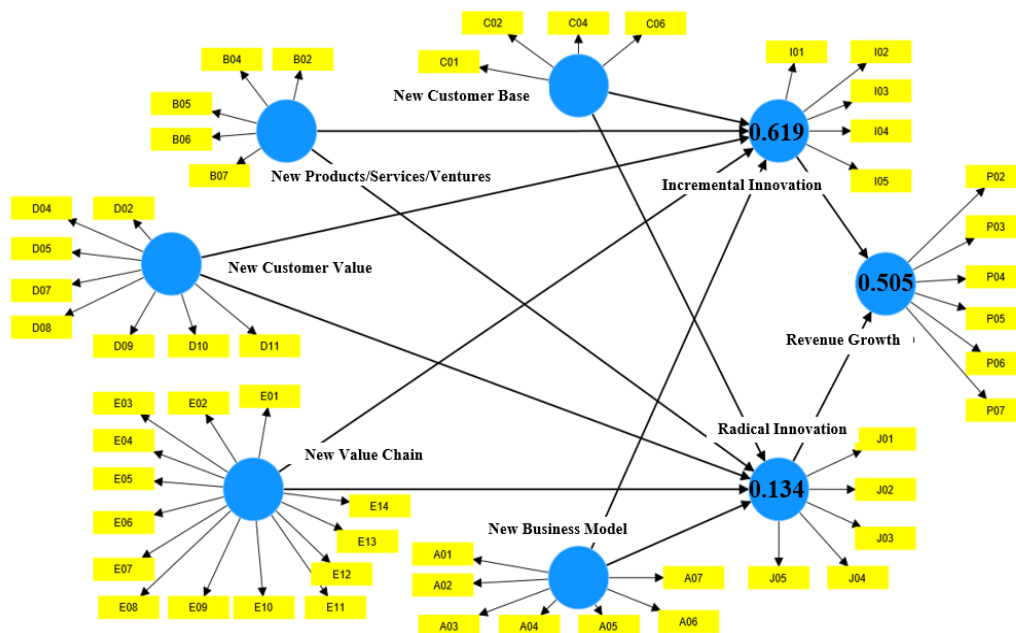 C02
C04
C06
C01
New Customer Base
B04
B02
B05
B06
B07
New Products/Services/Ventures
I01
I02
I03
I04
I05
0.619
Incremental Innovation
D04
D02
D05
D07
D08
D09
D10
D11
New Customer Value
P02
P03
P04
P05
P06
P07
0.505
Revenue Growth
E03
E02
E01
E04
E05
E06
E07
E08
E09
E10
E11
E12
E13
E14
New Value Chain
Radical Innovation
0.134
J01
J02
J03
J04
J05
New Business Model
A01
A02
A03
A04
A05
A06
A07